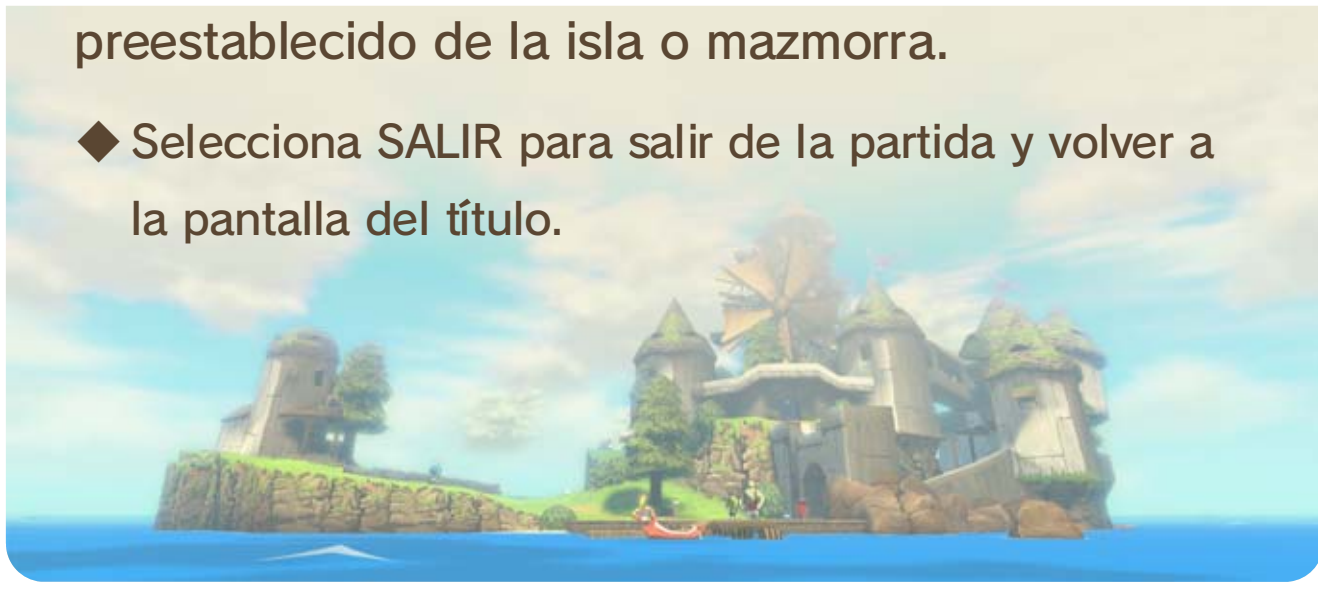 preestablecido de la isla o mazmorra.
◆ Selecciona SALIR para salir de la partida y volver a
la pantalla del título.